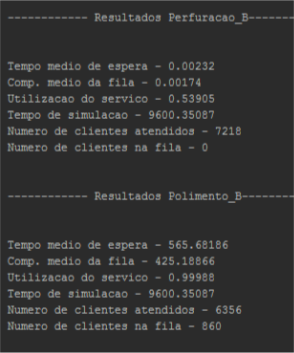 ------------ Resultados Perfuracao_B-------
Tempo medio de espera - 0.00232
Comp. medio da fila - 0.00174
Utilizacao do servico - 0.53905
Tempo de simulacao - 9600.35087
Numero de clientes atendidos - 7218
Numero de clientes na fila - 0
------------ Resultados Polimento_B--------
Tempo medio de espera - 565.68186
Comp. medio da fila - 425.18866
Utilizacao do servico - 0.99988
Tempo de simulacao - 9600.35087
Numero de clientes atendidos - 6356
Numero de clientes na fila - 860